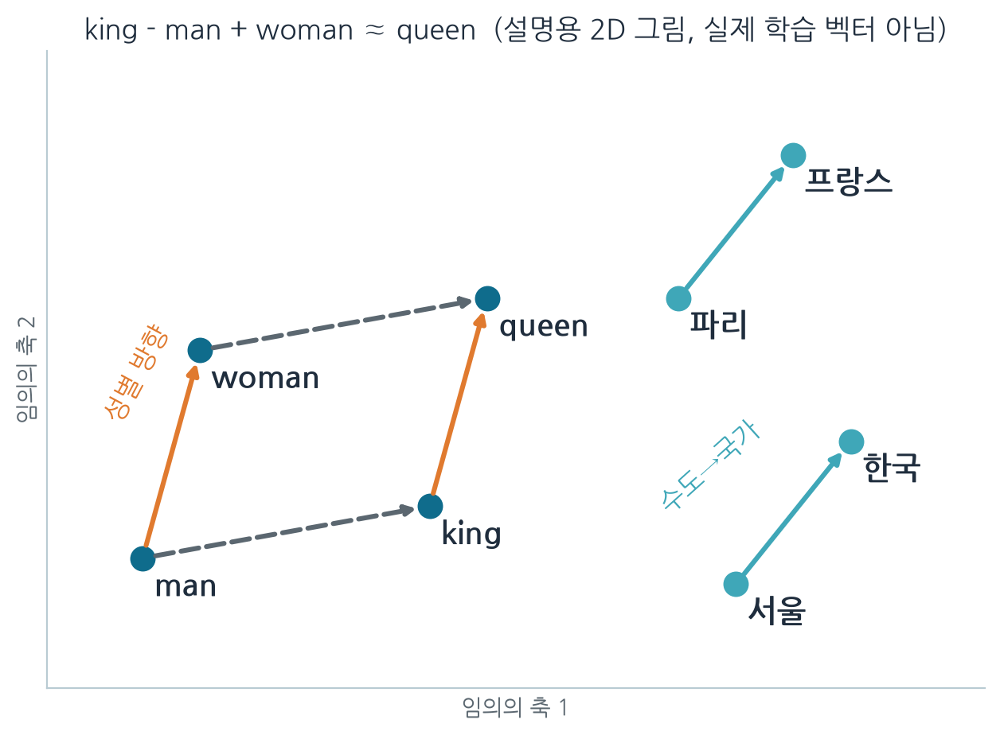 king - man + woman ≈ queen  (설명용 2D 그림, 실제 학습 벡터 아님)
프랑스
파리
queen
woman
성별 방향
임의의 축 2
수도→국가
한국
king
man
서울
임의의 축 1